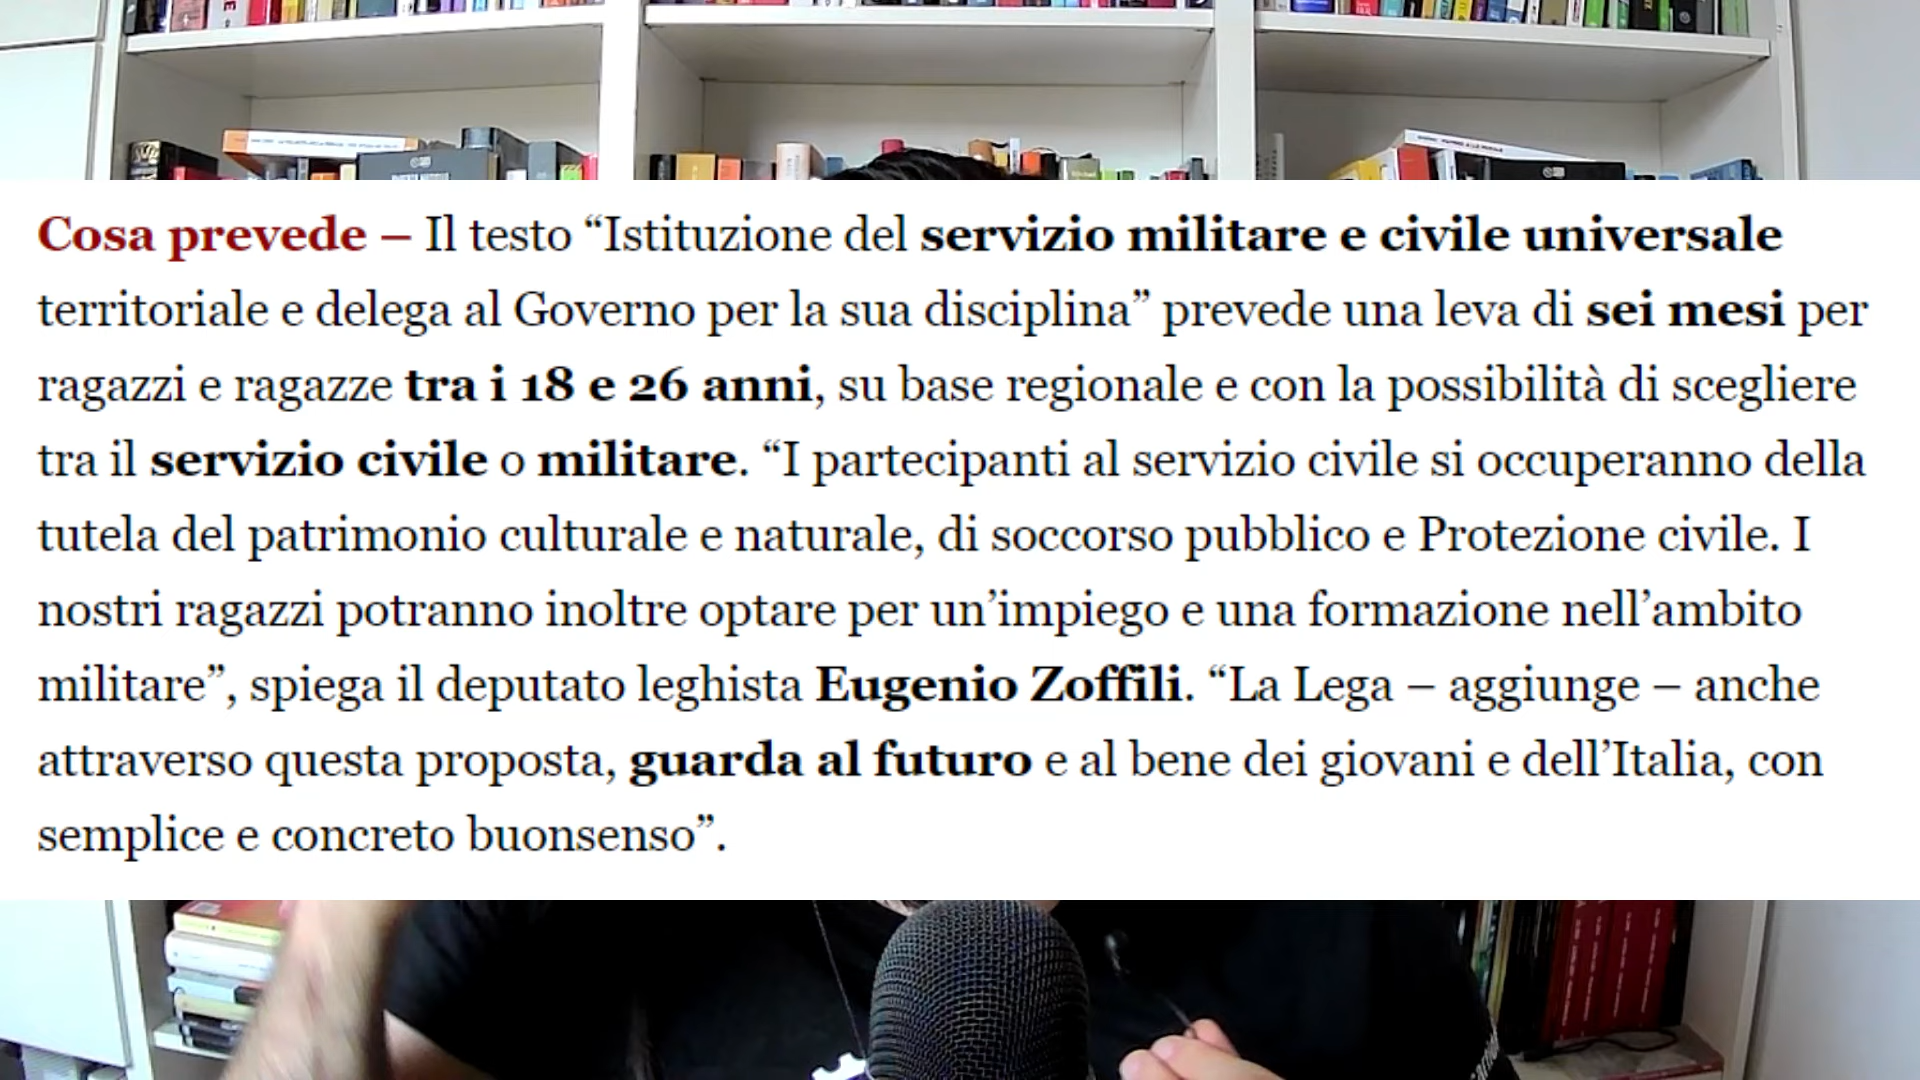 Cosa prevede – Il testo “Istituzione del servizio militare e civile universale
territoriale e delega al Governo per la sua disciplina” prevede una leva di sei mesi per
ragazzi e ragazze tra i 18 e 26 anni, su base regionale e con la possibilità di scegliere
tra il servizio civile o militare. “I partecipanti al servizio civile si occuperanno della
tutela del patrimonio culturale e naturale, di soccorso pubblico e Protezione civile. I
nostri ragazzi potranno inoltre optare per un’impiego e una formazione nell’ambito
militare”, spiega il deputato leghista Eugenio Zoffili. “La Lega – aggiunge – anche
attraverso questa proposta, guarda al futuro e al bene dei giovani e dell’Italia, con
semplice e concreto buonsenso”.